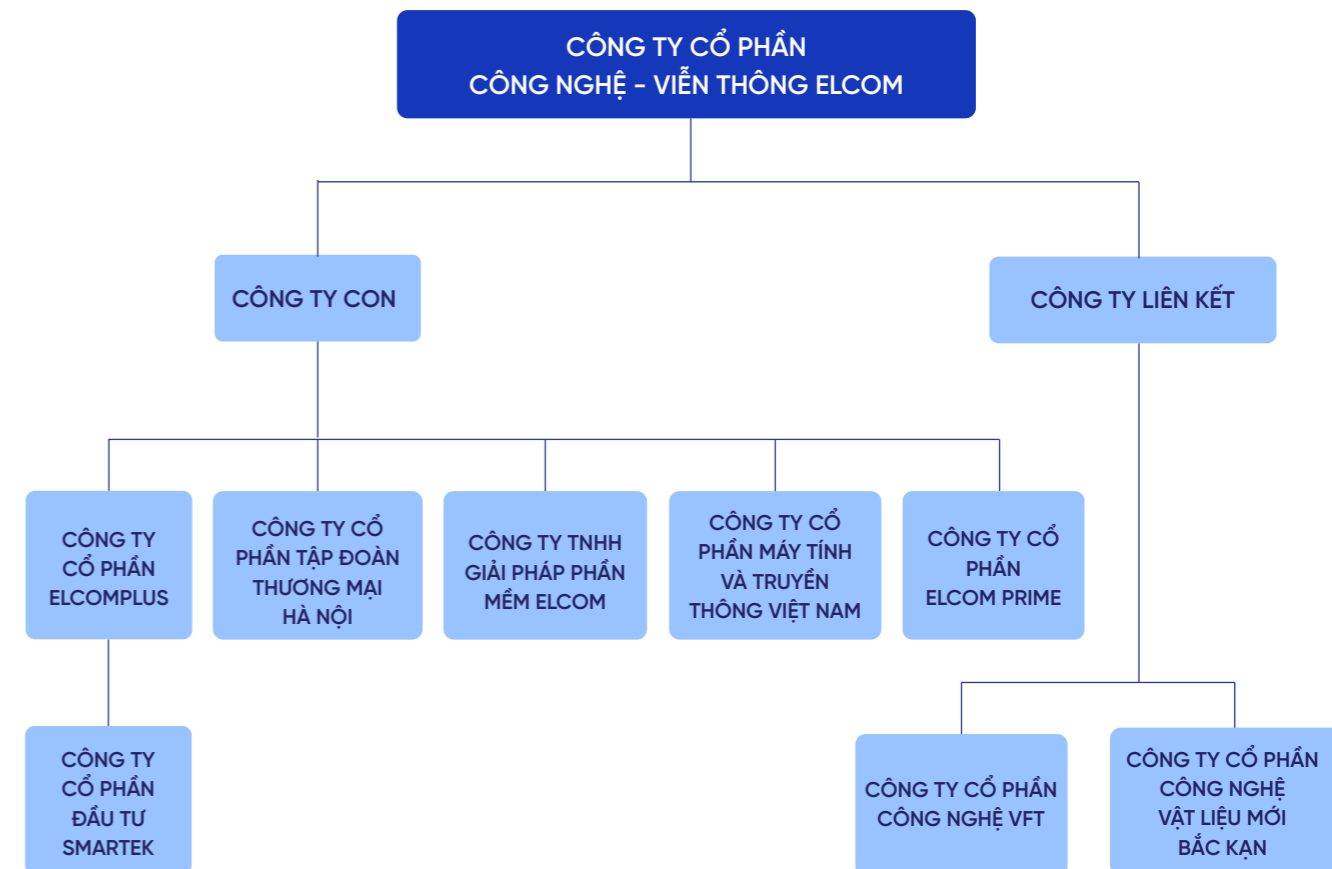 CÔNG TY CỔ PHẦN
CÔNG NGHỆ - VIỄN THÔNG ELCOM
CÔNG TY CON
CÔNG TY LIÊN KẾT
CÔNG TY
CỔ PHẦN
ELCOMPLUS
CÔNG TY CỔ
PHẦN TẬP ĐOÀN
THƯƠNG MẠI
HÀ NỘI
CÔNG TY TNHH
GIẢI PHÁP PHẦN
MỀM ELCOM
CÔNG TY CỔ
PHẦN MÁY TÍNH
VÀ TRUYỀN
THÔNG VIỆT NAM
CÔNG TY CỔ
PHẦN
ELCOM PRIME
CÔNG TY
CỔ PHẦN
ĐẦU TƯ
SMARTEK
CÔNG TY CỔ PHẦN
CÔNG NGHỆ VFT
CÔNG TY CỔ PHẦN
CÔNG NGHỆ
VẬT LIỆU MỚI
BẮC KẠN